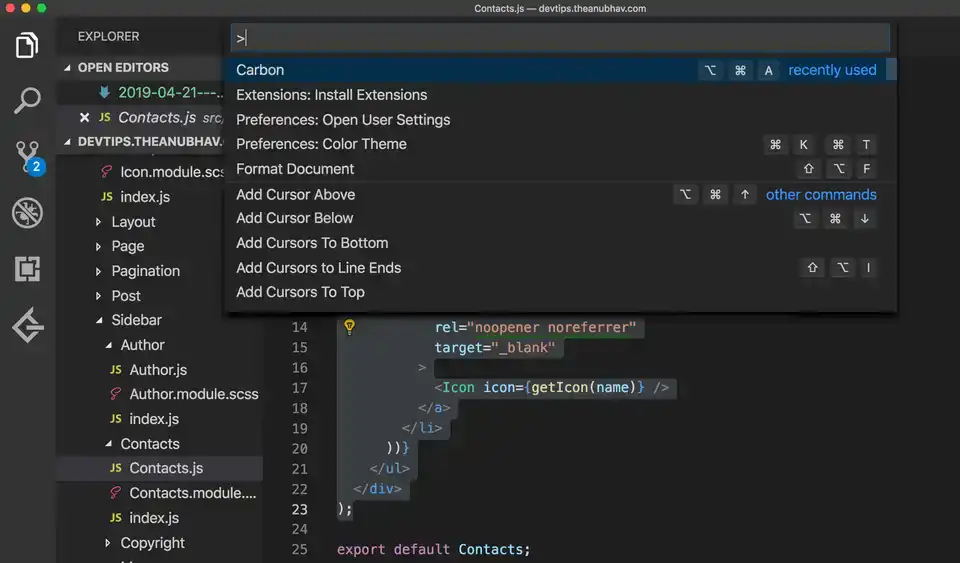 Contacts.js — devtips.theanubhav.com
EXPLORER
OPEN EDITORS
2019-04-21---...
JS Contacts.js src/
DEVTIPS.THEANUBHAV.
2
Icon.module.sc
JS index.js
Layout
Page
Pagination
Post
Sidebar
Author
JS Author.js
Author.module.scss
JS index.js
Contacts
JS Contacts.js
Contacts.module....
JS index.js
Copyright
>
Carbon ⌥ ⌘ A recently used
Extensions: Install Extensions
Preferences: Open User Settings
Preferences: Color Theme ⌘ K ⌘ T
Format Document ⇧ ⌥ F
Add Cursor Above ⌥ ⌘ ↑ other commands
Add Cursor Below ⌥ ⌘ ↓
Add Cursors To Bottom
Add Cursors to Line Ends ⇧ ⌥ I
Add Cursors To Top
14 rel="noopener noreferrer"
15 target="_blank"
16 >
17 <Icon icon={getIcon(name)} />
18 </a>
19 </li>
20 ))}
21 </ul>
22 </div>
23 );
24
25 export default Contacts;